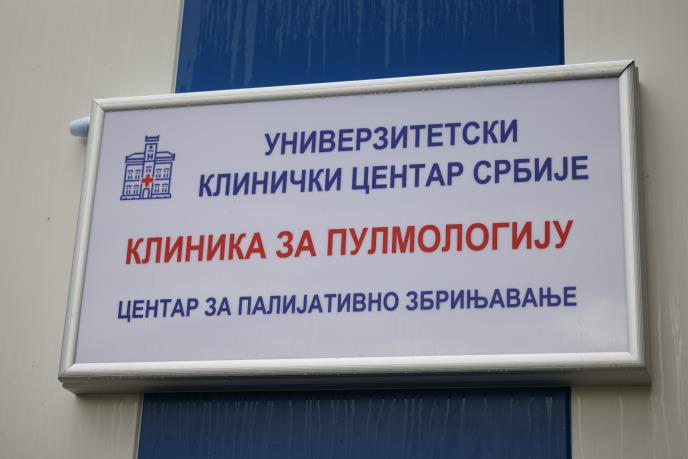 УНИВЕРЗИТЕТСКИ
КЛИНИЧКИ ЦЕНТАР СРБИЈЕ
КЛИНИКА ЗА ПУЛМОЛОГИЈУ
ЦЕНТАР ЗА ПАЛИЈАТИВНО ЗБРИЊАВАЊЕ